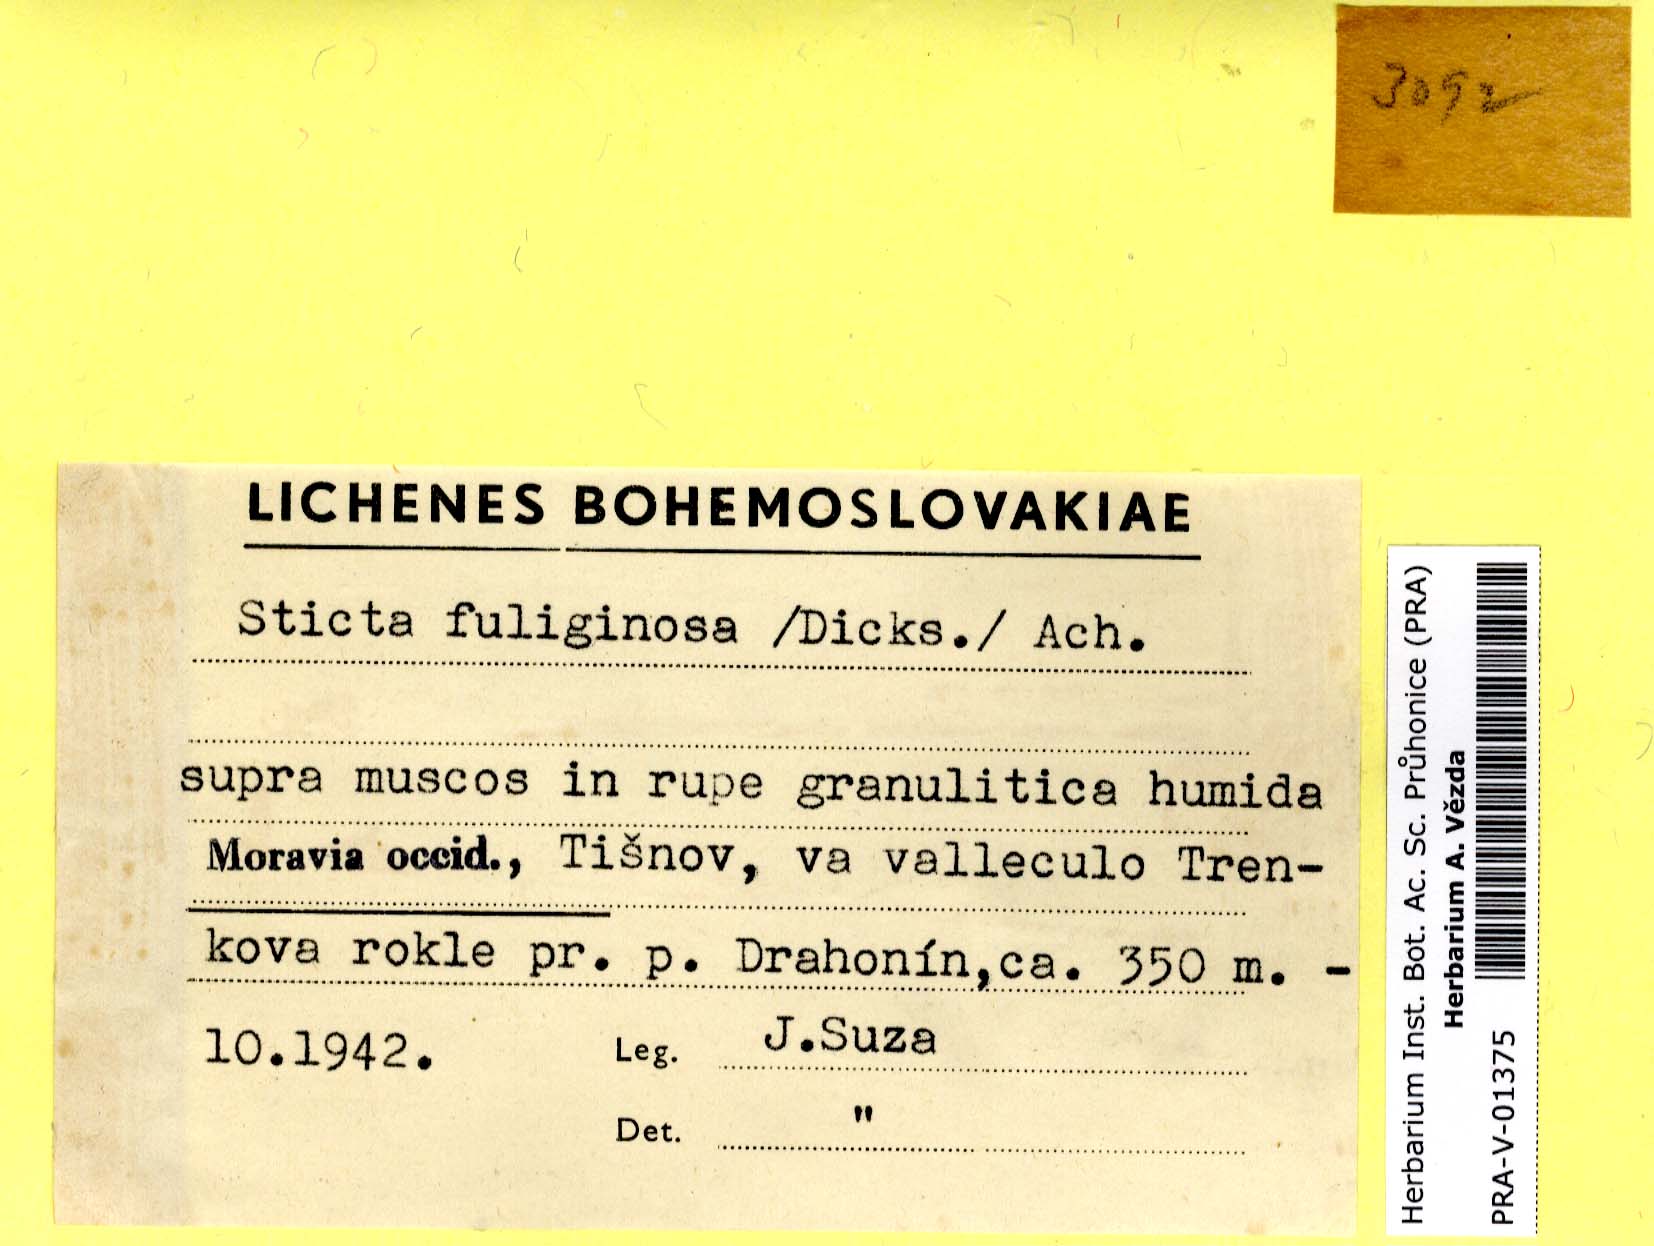 3092
LICHENES BOHEMOSLOVAKIAE
Sticta fuliginosa /Dicks./ Ach.
supra muscos in rupe granulitica humida
Moravia occid., Tišnov, va valleculo Tren-
kova rokle pr. p. Drahonín,ca. 350 m. -
10.1942. Leg. J.Suza
Det. "
Herbarium Inst. Bot. Ac. Sc. Průhonice (PRA)
Herbarium A. Vězda
PRA-V-01375